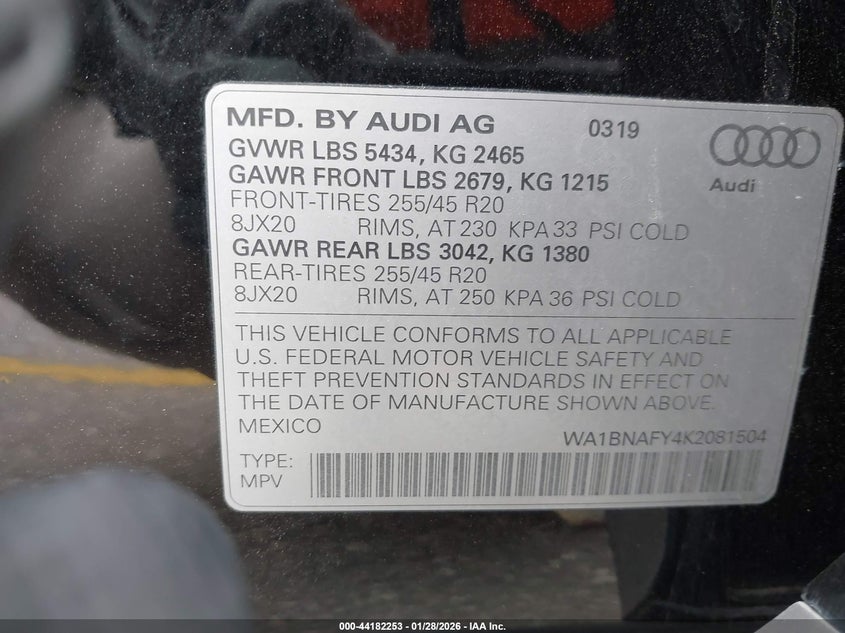 MFD. BY AUDI AG 0319
Audi
GVWR LBS 5434, KG 2465
GAWR FRONT LBS 2679, KG 1215
FRONT-TIRES 255/45 R20
8JX20 RIMS, AT 230 KPA 33 PSI COLD
GAWR REAR LBS 3042, KG 1380
REAR-TIRES 255/45 R20
8JX20 RIMS, AT 250 KPA 36 PSI COLD
THIS VEHICLE CONFORMS TO ALL APPLICABLE
U.S. FEDERAL MOTOR VEHICLE SAFETY AND
THEFT PREVENTION STANDARDS IN EFFECT ON
THE DATE OF MANUFACTURE SHOWN ABOVE.
MEXICO
WA1BNAFY4K2081504
TYPE:
MPV
000-44182253 - 01/28/2026 - IAA Inc.